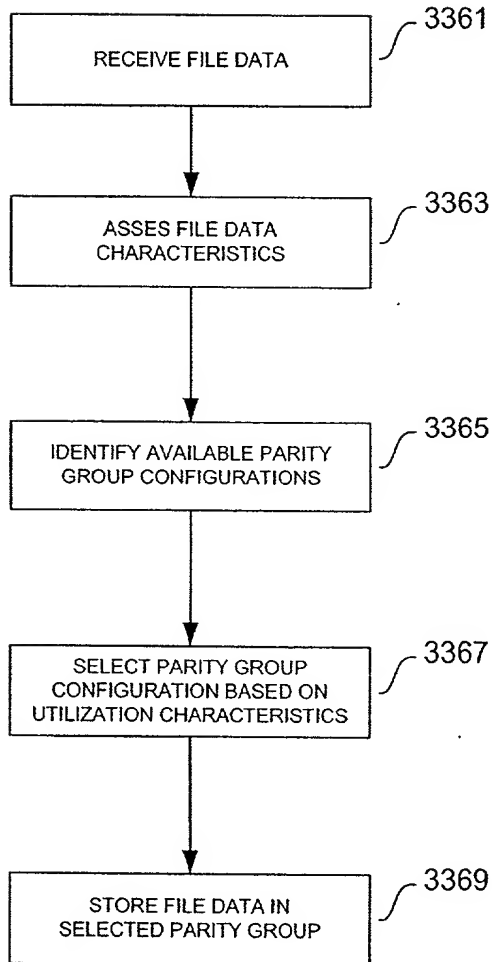 3361
RECEIVE FILE DATA
3363
ASSES FILE DATA
CHARACTERISTICS
3365
IDENTIFY AVAILABLE PARITY
GROUP CONFIGURATIONS
3367
SELECT PARITY GROUP
CONFIGURATION BASED ON
UTILIZATION CHARACTERISTICS
3369
STORE FILE DATA IN
SELECTED PARITY GROUP